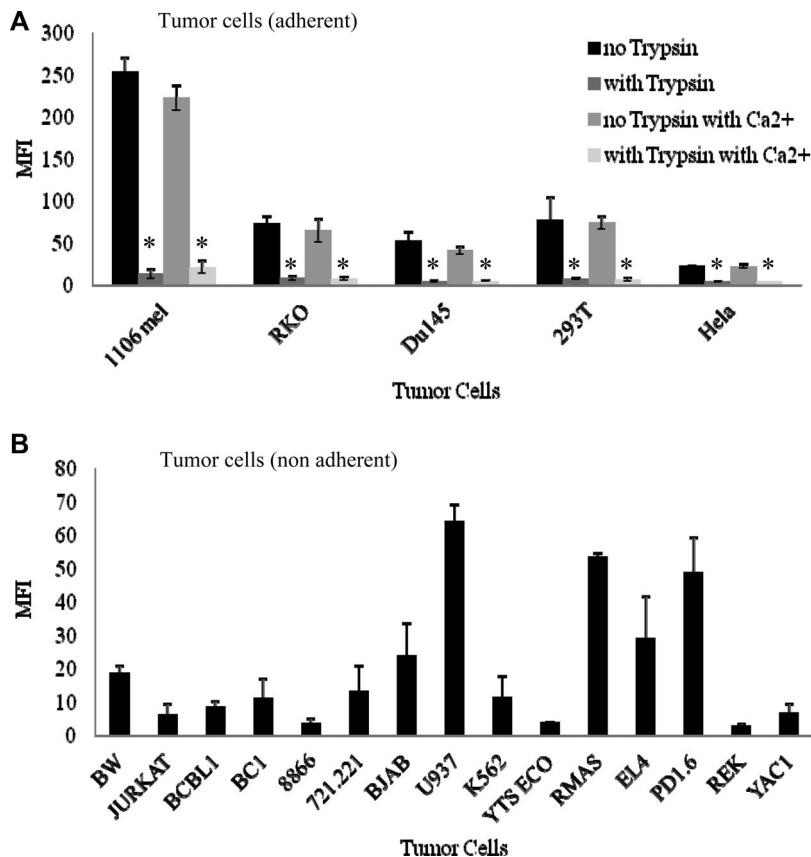 A
Tumor cells (adherent)
300
250
200
150
100
50
0
MFI
no Trypsin
with Trypsin
no Trypsin with Ca2+
with Trypsin with Ca2+
* * * * * * * * * *
1106 mel RKO Du145 293T Hela
Tumor Cells
B
Tumor cells (non adherent)
80
70
60
50
40
30
20
10
0
MFI
BW JURKAT BCBL1 BC1 8866 721.221 BJAB U937 K562 YTS ECO RMAS EL4 PD1.6 REK YAC1
Tumor Cells